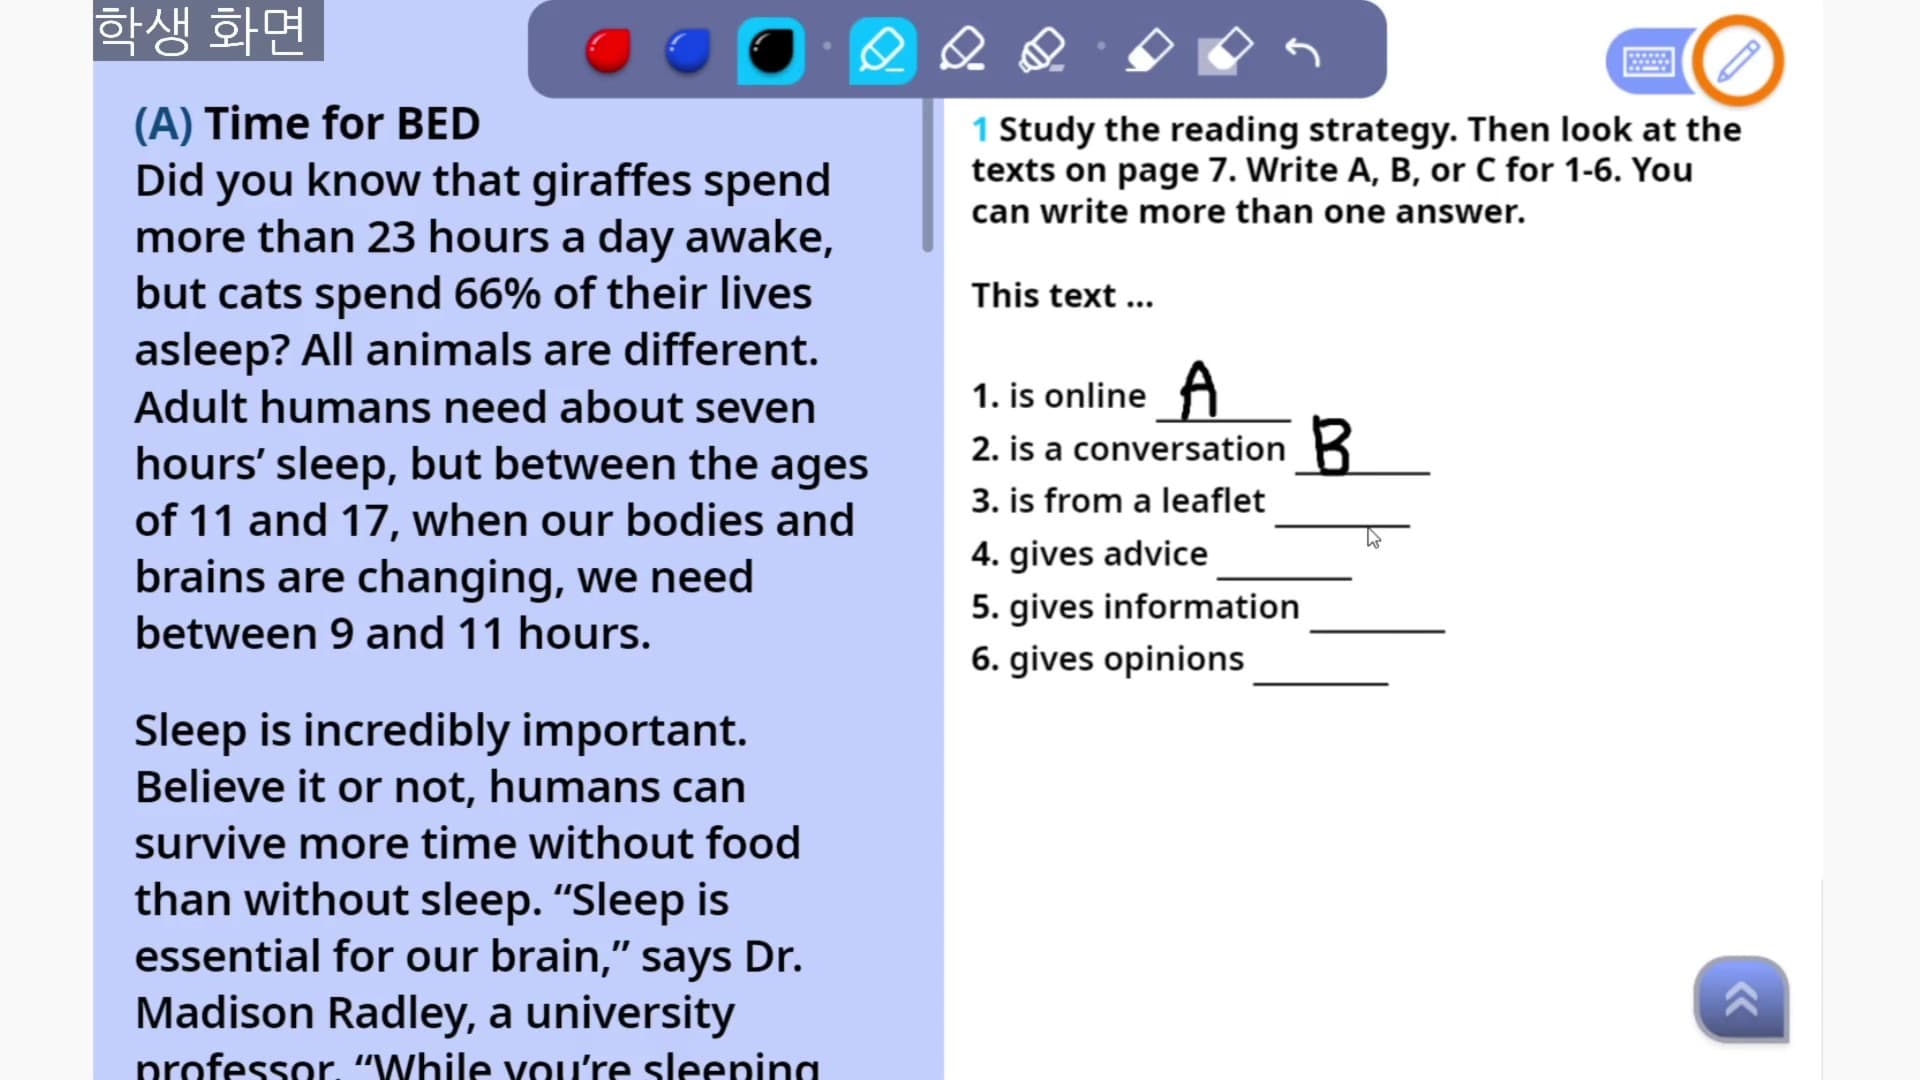 학생 화면
(A) Time for BED
Did you know that giraffes spend
more than 23 hours a day awake,
but cats spend 66% of their lives
asleep? All animals are different.
Adult humans need about seven
hours’ sleep, but between the ages
of 11 and 17, when our bodies and
brains are changing, we need
between 9 and 11 hours.
Sleep is incredibly important.
Believe it or not, humans can
survive more time without food
than without sleep. “Sleep is
essential for our brain,” says Dr.
Madison Radley, a university
professor. “While you’re sleeping
1 Study the reading strategy. Then look at the
texts on page 7. Write A, B, or C for 1-6. You
can write more than one answer.
This text ...
1. is online A
2. is a conversation B
3. is from a leaflet
4. gives advice
5. gives information
6. gives opinions